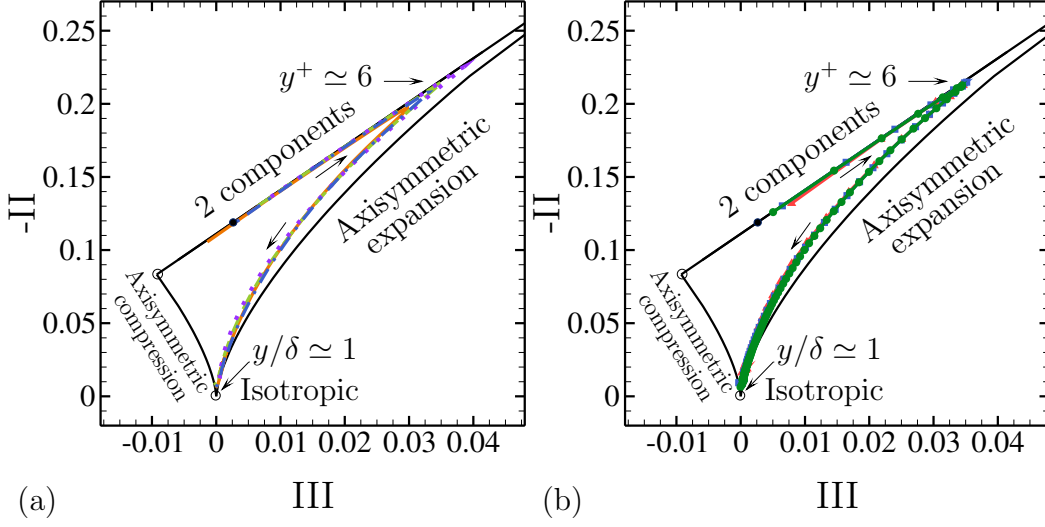 0.25
0.2
0.15
0.1
0.05
0
-II
-0.01
0
0.01
0.02
0.03
0.04
III
(a)
y⁺ ≃ 6
2 components
Axisymmetric
expansion
Axisymmetric
compression
y/δ ≃ 1
Isotropic
0.25
0.2
0.15
0.1
0.05
0
-II
-0.01
0
0.01
0.02
0.03
0.04
III
(b)
y⁺ ≃ 6
2 components
Axisymmetric
expansion
Axisymmetric
compression
y/δ ≃ 1
Isotropic